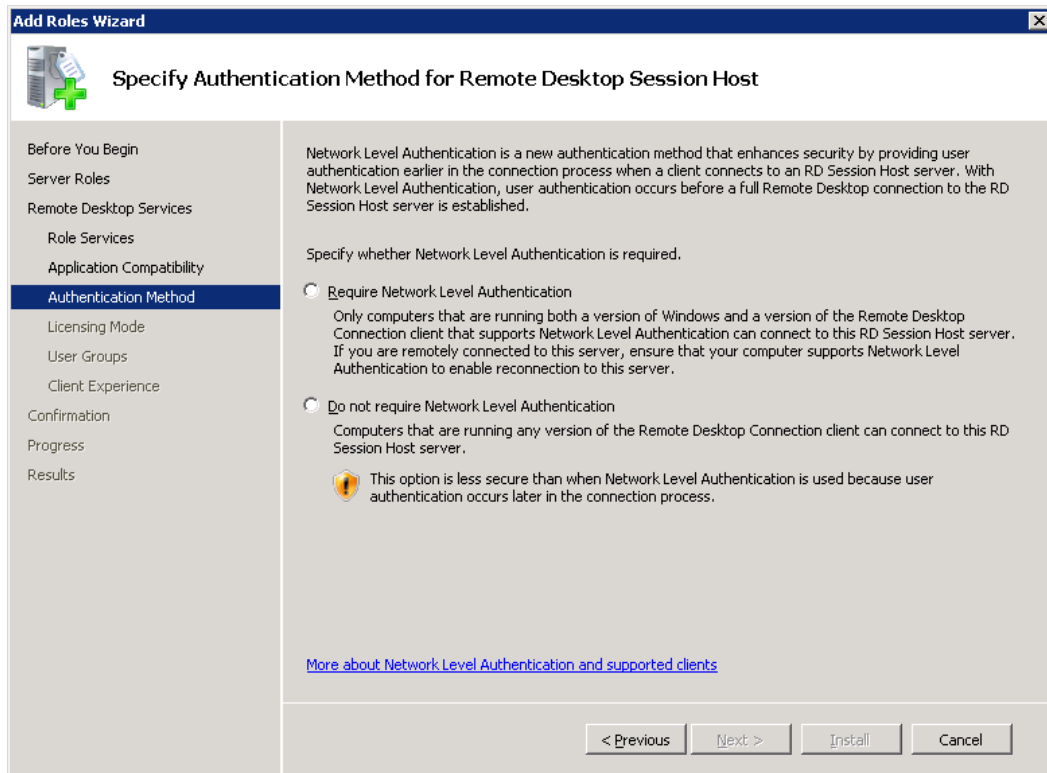 Add Roles Wizard
Specify Authentication Method for Remote Desktop Session Host
Before You Begin
Server Roles
Remote Desktop Services
Role Services
Application Compatibility
Authentication Method
Licensing Mode
User Groups
Client Experience
Confirmation
Progress
Results
Network Level Authentication is a new authentication method that enhances security by providing user
authentication earlier in the connection process when a client connects to an RD Session Host server. With
Network Level Authentication, user authentication occurs before a full Remote Desktop connection to the RD
Session Host server is established.
Specify whether Network Level Authentication is required.
Require Network Level Authentication
Only computers that are running both a version of Windows and a version of the Remote Desktop
Connection client that supports Network Level Authentication can connect to this RD Session Host server.
If you are remotely connected to this server, ensure that your computer supports Network Level
Authentication to enable reconnection to this server.
Do not require Network Level Authentication
Computers that are running any version of the Remote Desktop Connection client can connect to this RD
Session Host server.
This option is less secure than when Network Level Authentication is used because user
authentication occurs later in the connection process.
More about Network Level Authentication and supported clients
< Previous
Next >
Install
Cancel